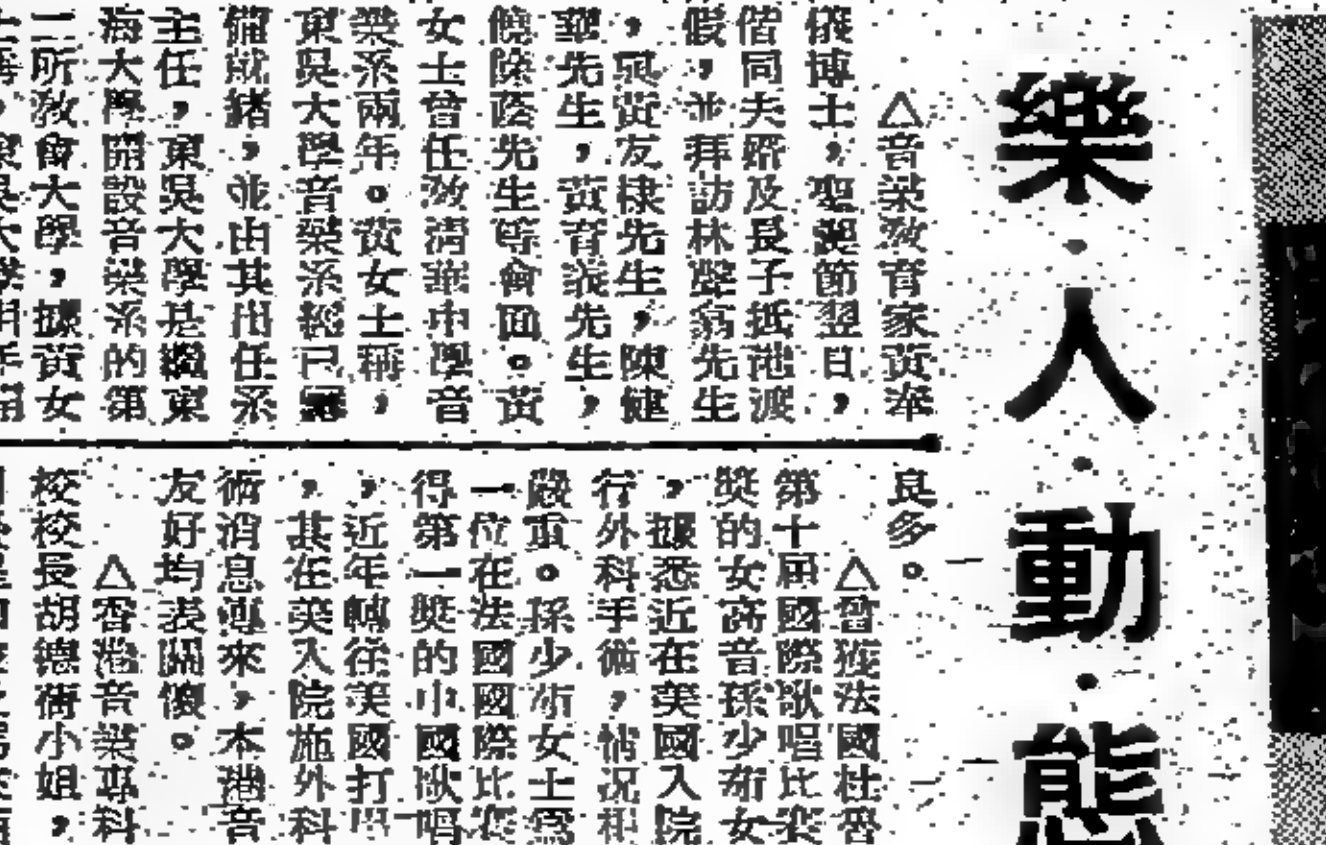 樂·人·動·態
△音樂教育家黃奉
儀博士，聖誕節翌日，
偕同夫婿及長子抵港渡
假，並拜訪林聲翕先生
，與黃友棣先生，陳健
華先生，黃育義先生，
饒餘蔭先生等會面。黃
女士曾任教清華中學音
樂系兩年。黃女士稱，
東吳大學音樂系經已籌
備就緒，並由其出任系
主任，東吳大學是繼東
海大學開設音樂系的第
二所教會大學，據黃女
良多。
△曾獲法國杜魯
第十屆國際歌唱比賽
獎的女高音孫少茹女
，據悉近在美國入院
行外科手術，情況相
嚴重。孫少茹女士為
一位在法國國際比賽
得第一獎的中國歌唱
，近年轉往美國打
，其在美入院施外科
術消息傳來，本港音
友好均表關懷。
△香港音樂專科
校校長胡德蒨小姐，